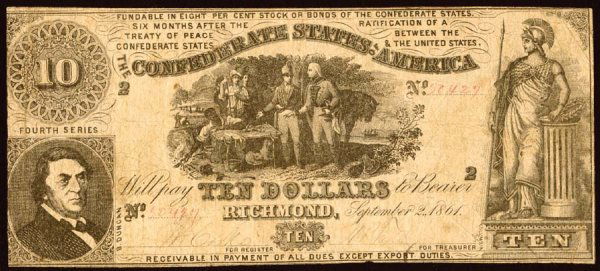 FUNDABLE IN EIGHT PER CENT STOCK OR BONDS OF THE CONFEDERATE STATES.
SIX MONTHS AFTER THE RATIFICATION OF A
TREATY OF PEACE BETWEEN THE
CONFEDERATE STATES & THE UNITED STATES,
THE CONFEDERATE STATES OF AMERICA
10
2
No.
FOURTH SERIES
2
Will pay TEN DOLLARS to Bearer
No.
RICHMOND, September 2, 1861.
B. DUNCAN
TEN
FOR REGISTER
FOR TREASURER
TEN
RECEIVABLE IN PAYMENT OF ALL DUES EXCEPT EXPORT DUTIES.